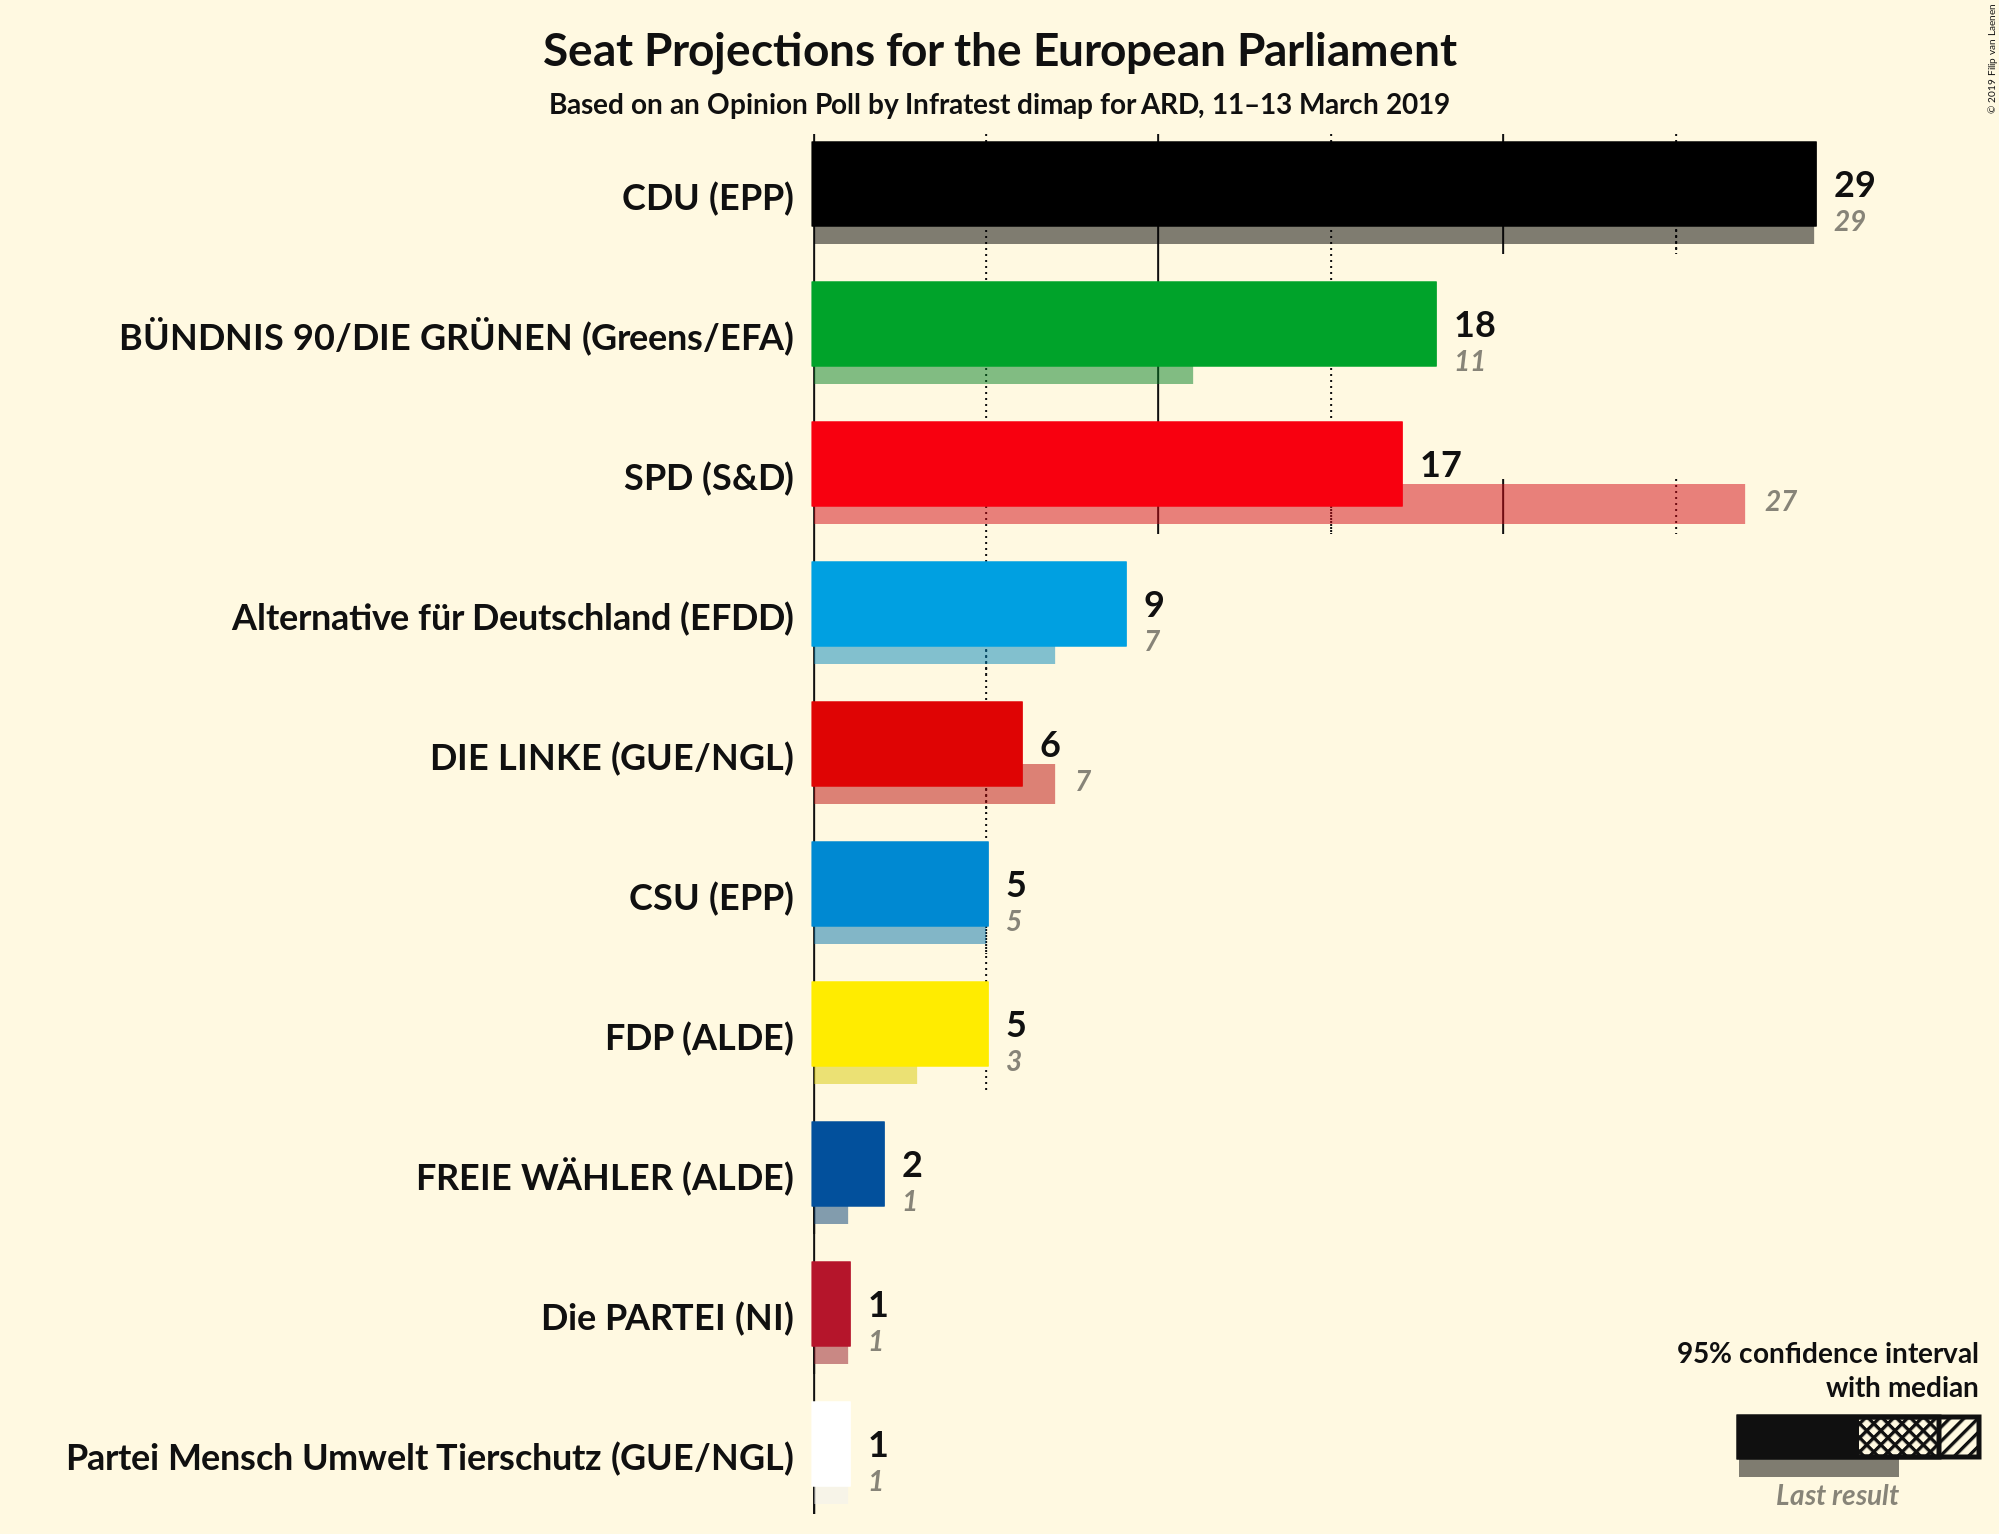 Seat Projections for the European Parliament
Based on an Opinion Poll by Infratest dimap for ARD, 11–13 March 2019
© 2019 Filip van Laenen
CDU (EPP)
29
29
BÜNDNIS 90/DIE GRÜNEN (Greens/EFA)
18
11
SPD (S&D)
17
27
Alternative für Deutschland (EFDD)
9
7
DIE LINKE (GUE/NGL)
6
7
CSU (EPP)
5
5
FDP (ALDE)
5
3
FREIE WÄHLER (ALDE)
2
1
Die PARTEI (NI)
1
1
Partei Mensch Umwelt Tierschutz (GUE/NGL)
1
1
95% confidence interval
with median
Last result